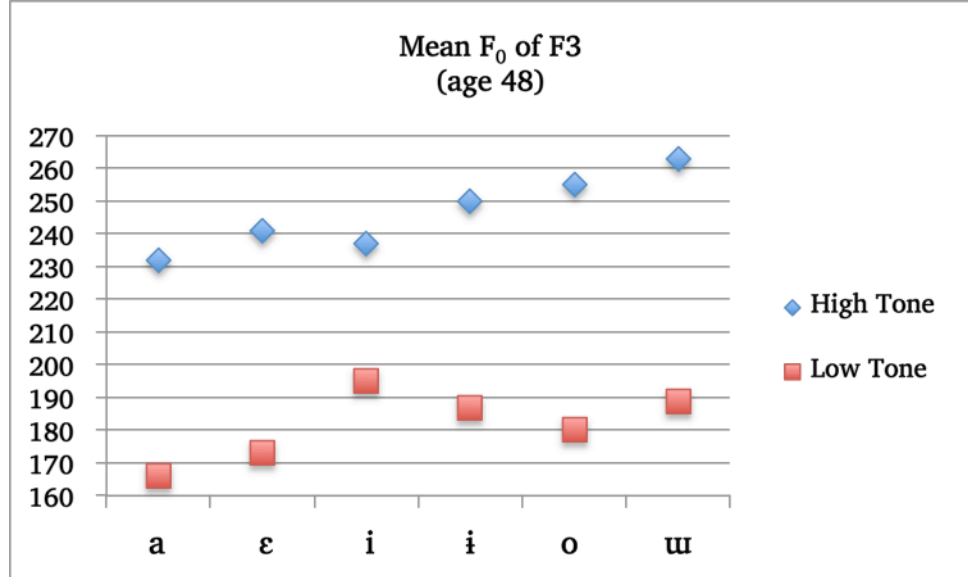 Mean F₀ of F3
(age 48)
270
260
250
240
230
220
210
200
190
180
170
160
a ɛ i ɨ o ɯ
High Tone
Low Tone